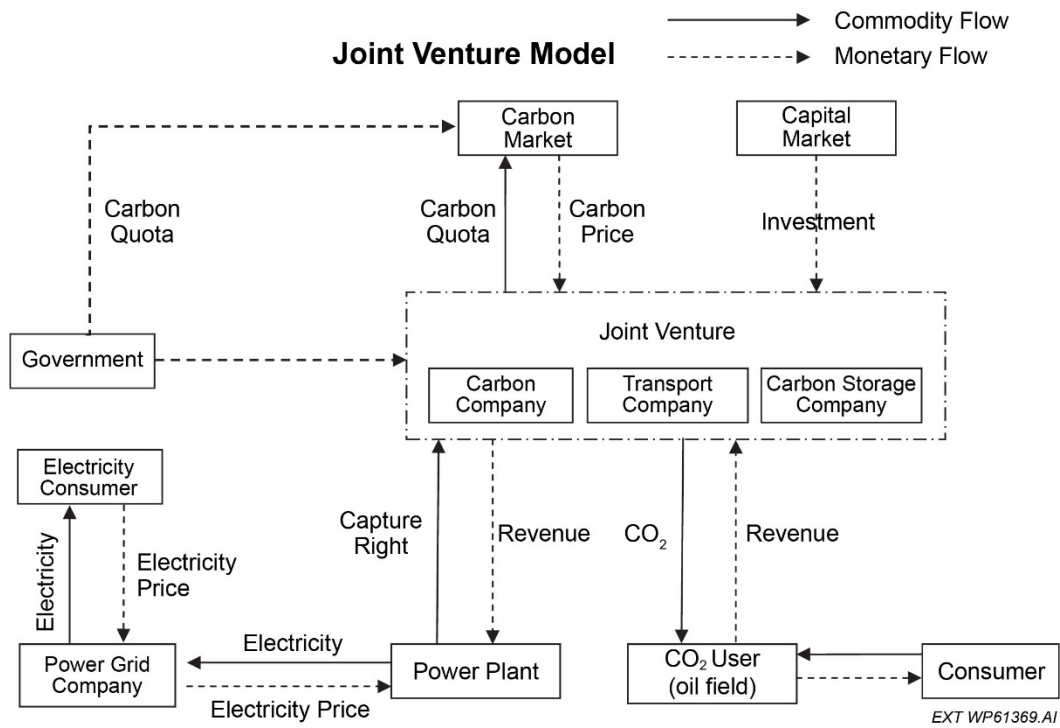 Joint Venture Model
Commodity Flow
Monetary Flow
Carbon
Market
Capital
Market
Carbon
Quota
Carbon
Quota
Carbon
Price
Investment
Joint Venture
Government
Carbon
Company
Transport
Company
Carbon Storage
Company
Electricity
Consumer
Electricity
Electricity
Price
Capture
Right
Revenue
CO₂
Revenue
Power Grid
Company
Electricity
Electricity Price
Power Plant
CO₂ User
(oil field)
Consumer
EXT WP61369.AI